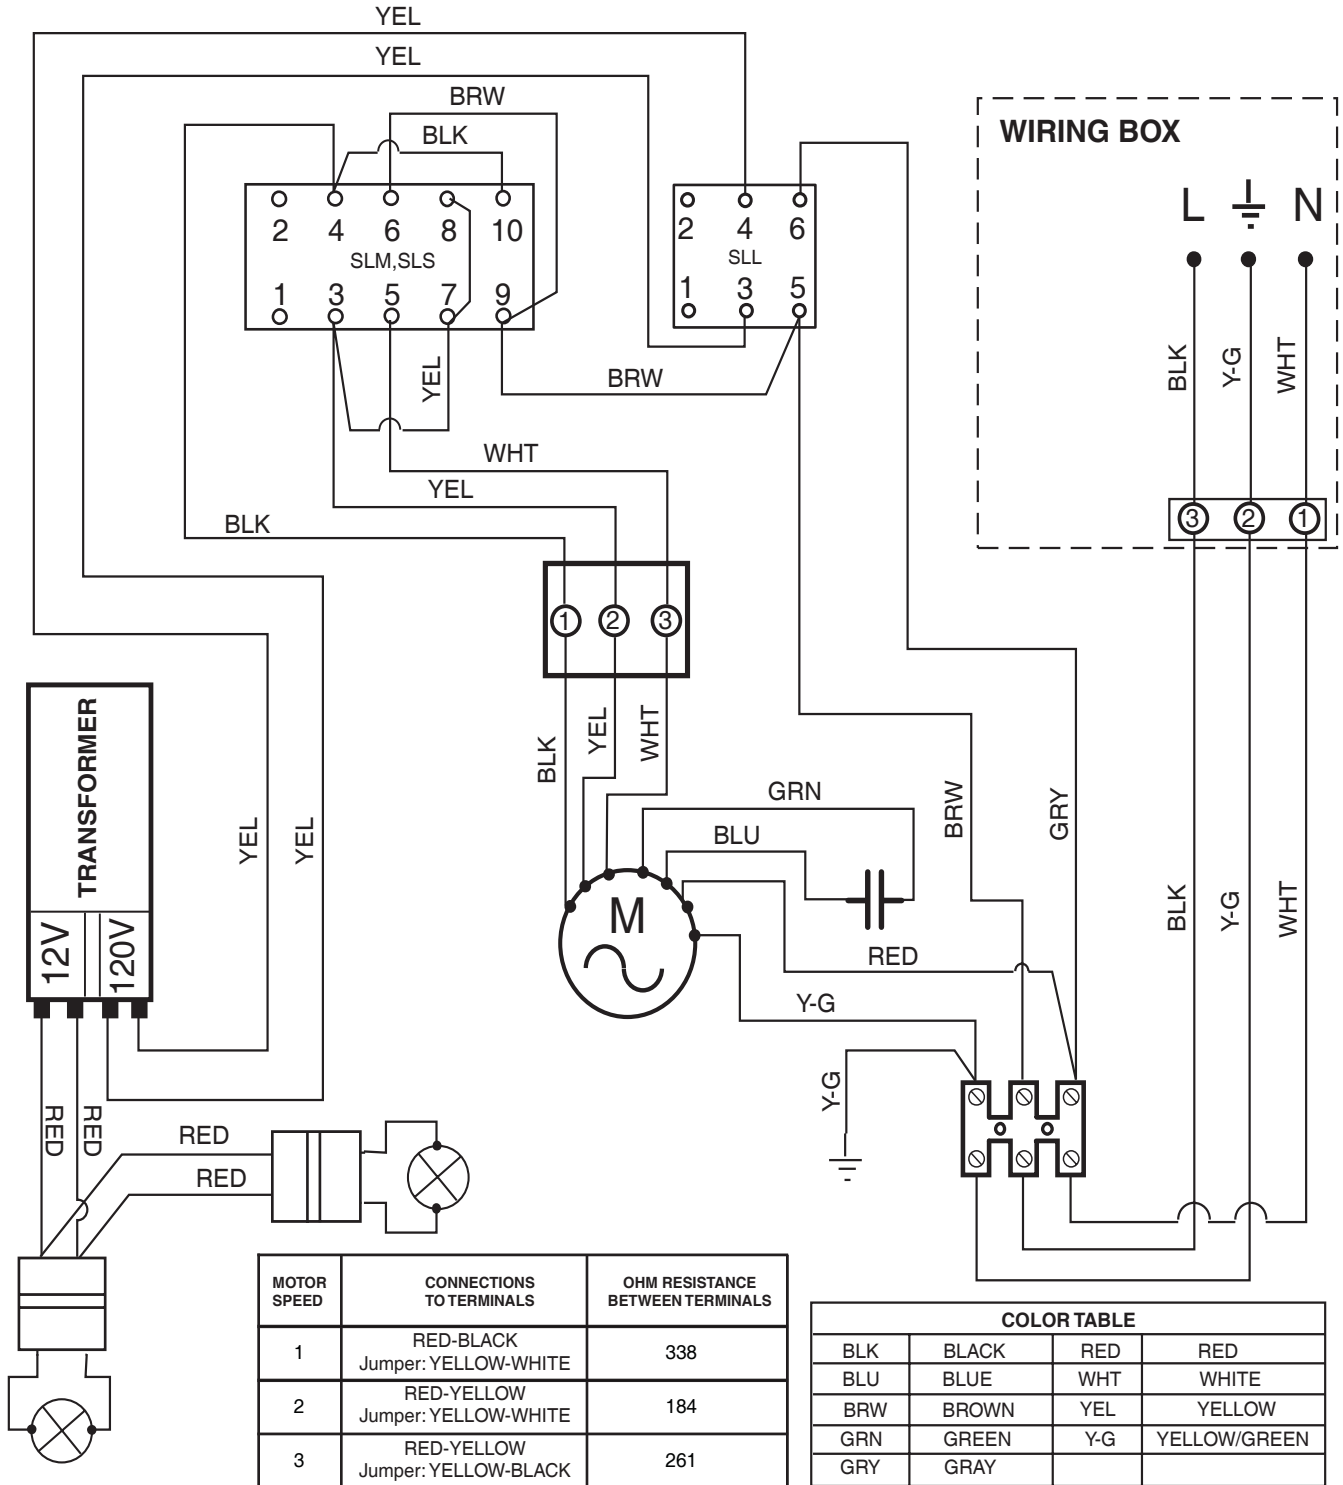 YEL
YEL
BRW
BLK
WIRING BOX
L N
2 4 6 8 10
SLM,SLS
1 3 5 7 9
2 4 6
SLL
1 3 5
BLK
Y-G
WHT
YEL
BRW
WHT
YEL
BLK
3 2 1
1 2 3
BLK
YEL
WHT
TRANSFORMER
12V
120V
YEL
YEL
GRN
BLU
M
BRW
GRY
BLK
Y-G
WHT
RED
Y-G
Y-G
RED
RED
RED
RED
MOTOR SPEED
CONNECTIONS TO TERMINALS
OHM RESISTANCE BETWEEN TERMINALS
1
RED-BLACK
Jumper: YELLOW-WHITE
338
2
RED-YELLOW
Jumper: YELLOW-WHITE
184
3
RED-YELLOW
Jumper: YELLOW-BLACK
261
COLOR TABLE
BLK BLACK RED RED
BLU BLUE WHT WHITE
BRW BROWN YEL YELLOW
GRN GREEN Y-G YELLOW/GREEN
GRY GRAY